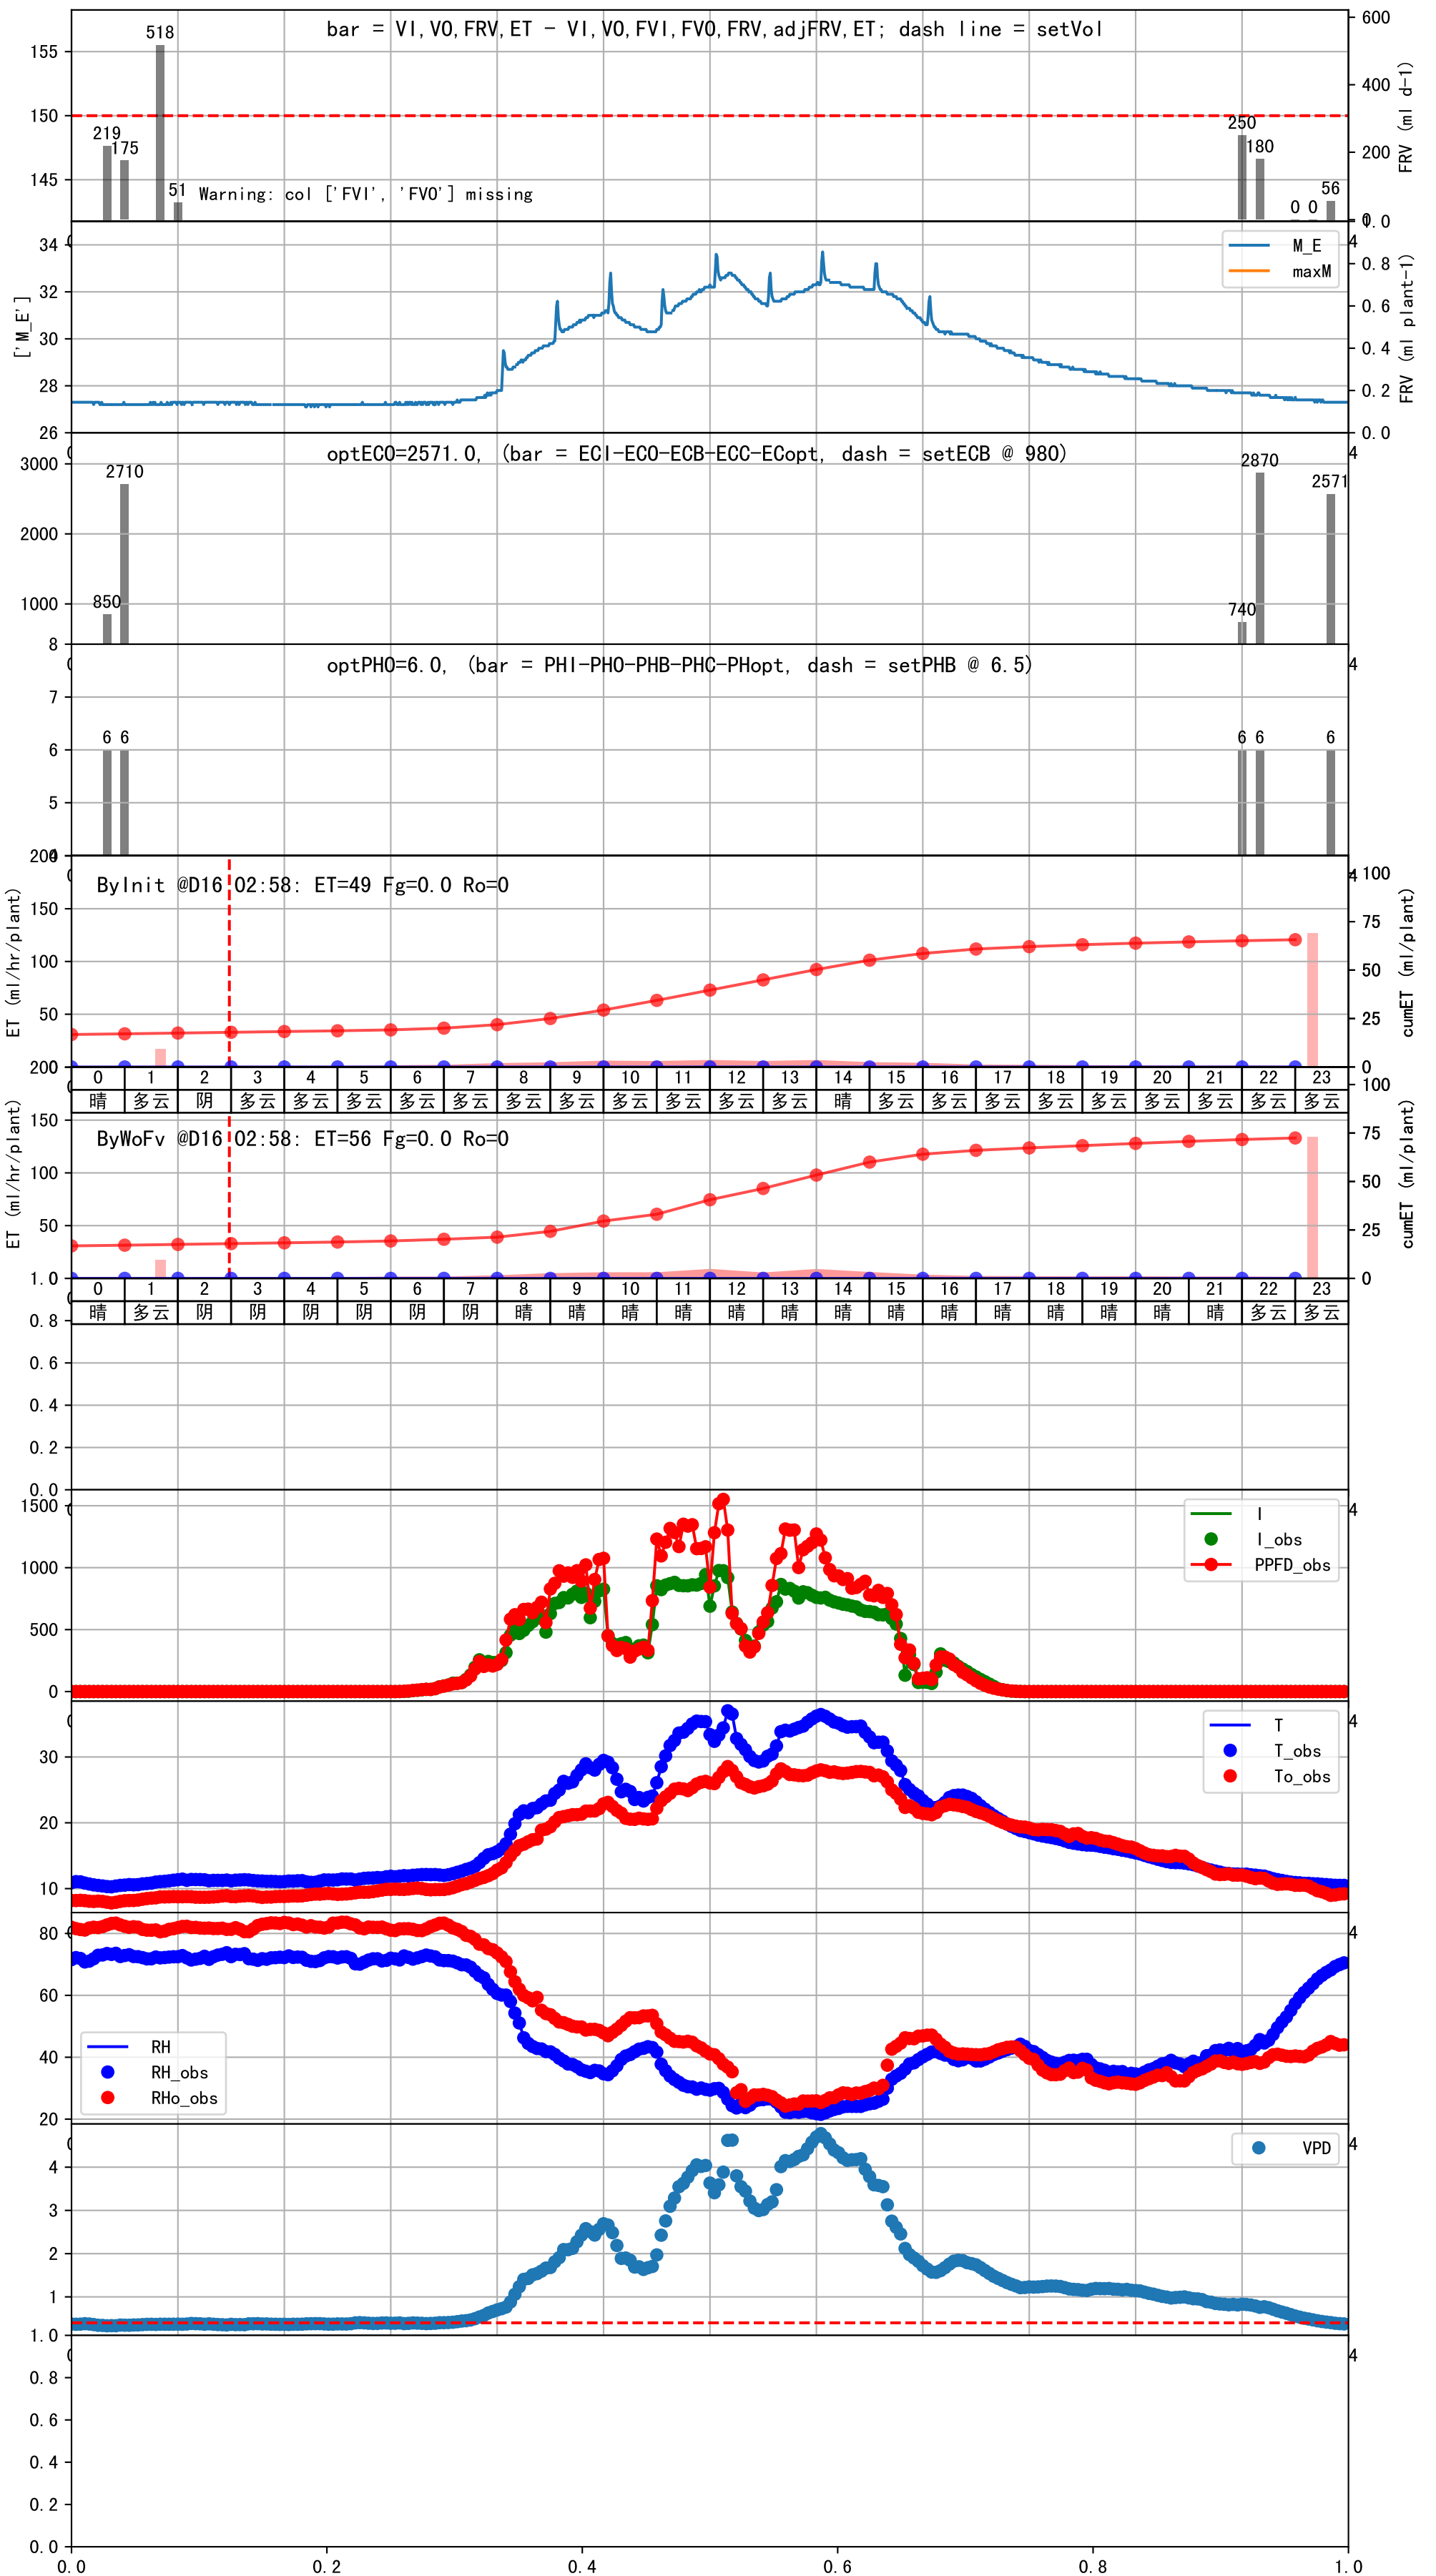 bar = VI,VO,FRV,ET - VI,VO,FVI,FVO,FRV,adjFRV,ET; dash line = setVol
518
219
175
51
Warning: col ['FVI', 'FVO'] missing
250
180
0 0
56
155
150
145
600
400
200
0
FRV (ml d-1)
['M_E']
34
32
30
28
26
M_E
maxM
1.0
0.8
0.6
0.4
0.2
0.0
FRV (ml plant-1)
optECO=2571.0, (bar = ECI-ECO-ECB-ECC-ECopt, dash = setECB @ 980)
3000
2000
1000
850
2710
740
2870
2571
optPHO=6.0, (bar = PHI-PHO-PHB-PHC-PHopt, dash = setPHB @ 6.5)
8
7
6
5
4
6 6
6 6
6
ByInit @D16 02:58: ET=49 Fg=0.0 Ro=0
ET (ml/hr/plant)
200
150
100
50
cumET (ml/plant)
100
75
50
25
0
0 1 2 3 4 5 6 7 8 9 10 11 12 13 14 15 16 17 18 19 20 21 22 23
晴 多云 阴 多云 多云 多云 多云 多云 多云 多云 多云 多云 多云 多云 晴 多云 多云 多云 多云 多云 多云 多云 多云 多云
ByWoFv @D16 02:58: ET=56 Fg=0.0 Ro=0
ET (ml/hr/plant)
200
150
100
50
cumET (ml/plant)
100
75
50
25
0
0 1 2 3 4 5 6 7 8 9 10 11 12 13 14 15 16 17 18 19 20 21 22 23
晴 多云 阴 阴 阴 阴 阴 阴 晴 晴 晴 晴 晴 晴 晴 晴 晴 晴 晴 晴 晴 晴 多云 多云
1.0
0.8
0.6
0.4
0.2
0.0
1500
1000
500
0
I
I_obs
PPFD_obs
30
20
10
T
T_obs
To_obs
80
60
40
20
RH
RH_obs
RHo_obs
4
3
2
1
VPD
1.0
0.8
0.6
0.4
0.2
0.0
0.0 0.2 0.4 0.6 0.8 1.0